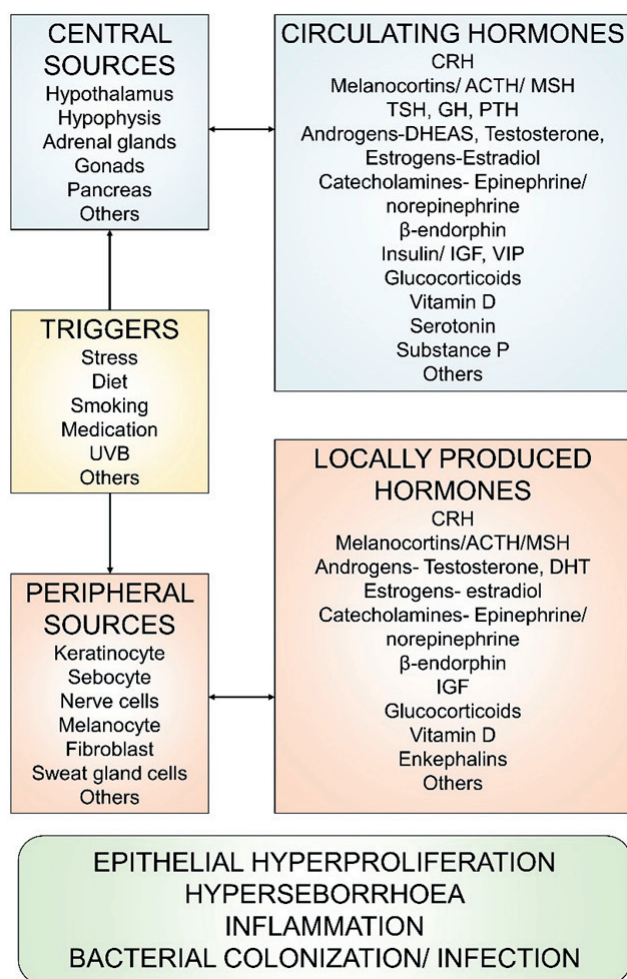 CENTRAL
SOURCES
Hypothalamus
Hypophysis
Adrenal glands
Gonads
Pancreas
Others
CIRCULATING HORMONES
CRH
Melanocortins/ ACTH/ MSH
TSH, GH, PTH
Androgens-DHEAS, Testosterone,
Estrogens-Estradiol
Catecholamines- Epinephrine/
norepinephrine
β-endorphin
Insulin/ IGF, VIP
Glucocorticoids
Vitamin D
Serotonin
Substance P
Others
TRIGGERS
Stress
Diet
Smoking
Medication
UVB
Others
LOCALLY PRODUCED
HORMONES
CRH
Melanocortins/ACTH/MSH
Androgens- Testosterone, DHT
Estrogens- estradiol
Catecholamines- Epinephrine/
norepinephrine
β-endorphin
IGF
Glucocorticoids
Vitamin D
Enkephalins
Others
PERIPHERAL
SOURCES
Keratinocyte
Sebocyte
Nerve cells
Melanocyte
Fibroblast
Sweat gland cells
Others
EPITHELIAL HYPERPROLIFERATION
HYPERSEBORRHOEA
INFLAMMATION
BACTERIAL COLONIZATION/ INFECTION